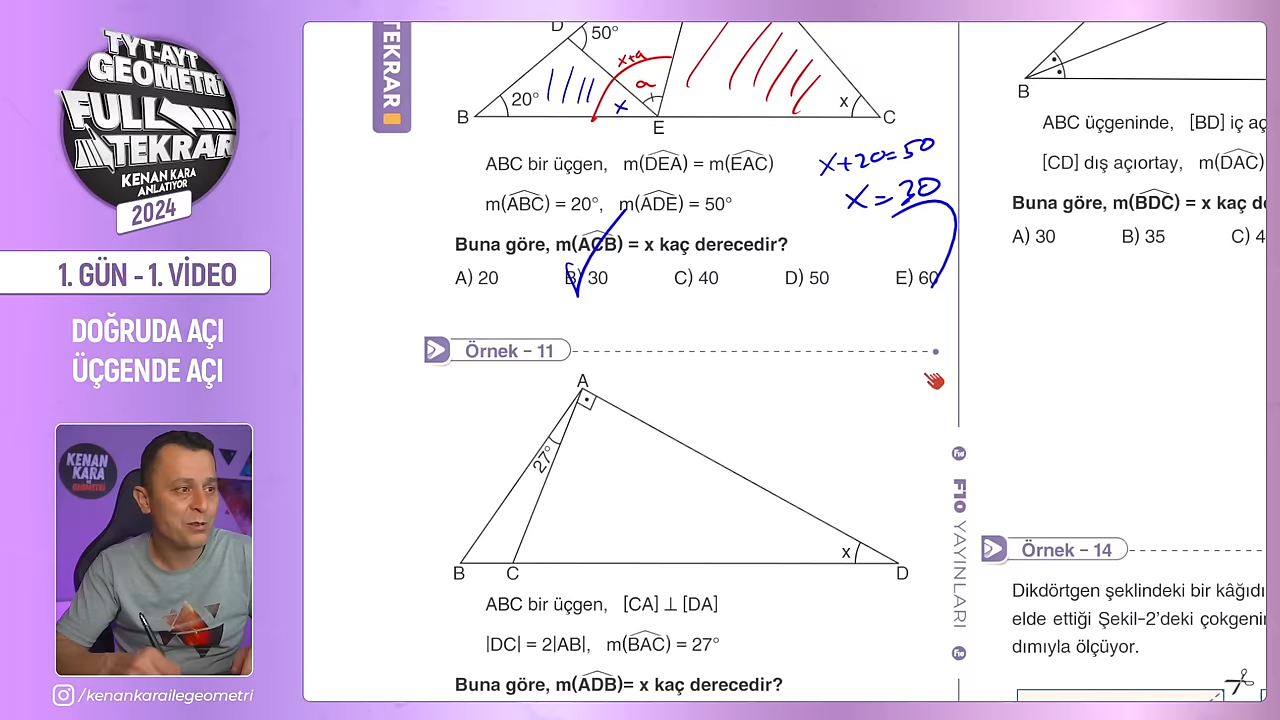 TYT-AYT
GEOMETRİ
FULL
TEKRAR
KENAN KARA
ANLATIYOR
2024
1. GÜN - 1. VİDEO
DOĞRUDA AÇI
ÜÇGENDE AÇI
KENAN
KARA
GEOMETRİ
/kenankarailegeometri
TEKRAR
D
50°
x+a
a
20°
x
x
B
E
C
ABC bir üçgen, m(DEA) = m(EAC)
m(ABC) = 20°, m(ADE) = 50°
x+20=50
x=30
Buna göre, m(ACB) = x kaç derecedir?
A) 20 B) 30 C) 40 D) 50 E) 60
Örnek – 11
A
27°
x
B
C
D
ABC bir üçgen, [CA] ⊥ [DA]
|DC| = 2|AB|, m(BAC) = 27°
Buna göre, m(ADB)= x kaç derecedir?
F10 YAYINLARI
B
ABC üçgeninde, [BD] iç aç
[CD] dış açıortay, m(DAC)
Buna göre, m(BDC) = x kaç de
A) 30 B) 35 C) 4
Örnek – 14
Dikdörtgen şeklindeki bir kâğıdı
elde ettiği Şekil-2'deki çokgenin
dımıyla ölçüyor.